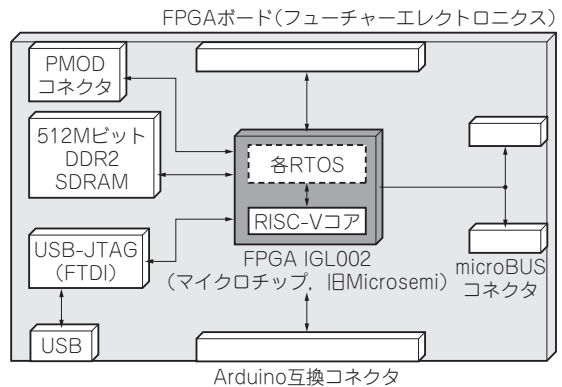 FPGAボード(フューチャーエレクトロニクス)
PMOD
コネクタ
512Mビット
DDR2
SDRAM
各RTOS
RISC-Vコア
USB-JTAG
(FTDI)
FPGA IGL002
(マイクロチップ，旧Microsemi)
microBUS
コネクタ
USB
Arduino互換コネクタ